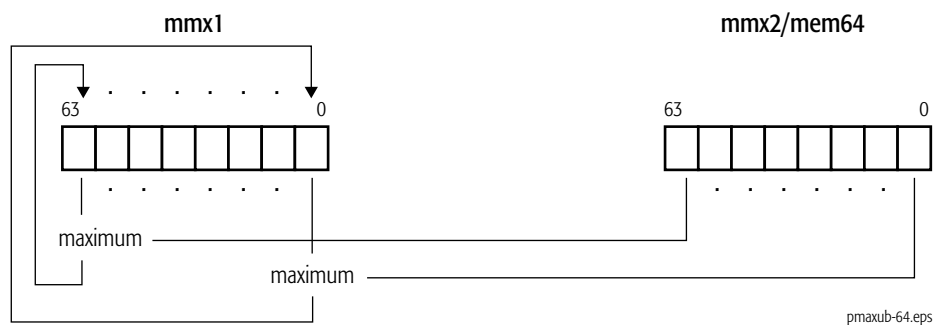 mmx1 mmx2/mem64
63 0 63 0
maximum
maximum
pmaxub-64.eps